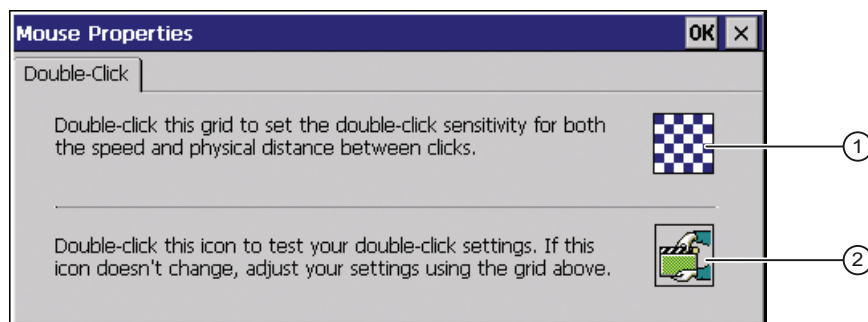 Mouse Properties OK ×
Double-Click
Double-click this grid to set the double-click sensitivity for both
the speed and physical distance between clicks.
1
Double-click this icon to test your double-click settings. If this
icon doesn't change, adjust your settings using the grid above.
2